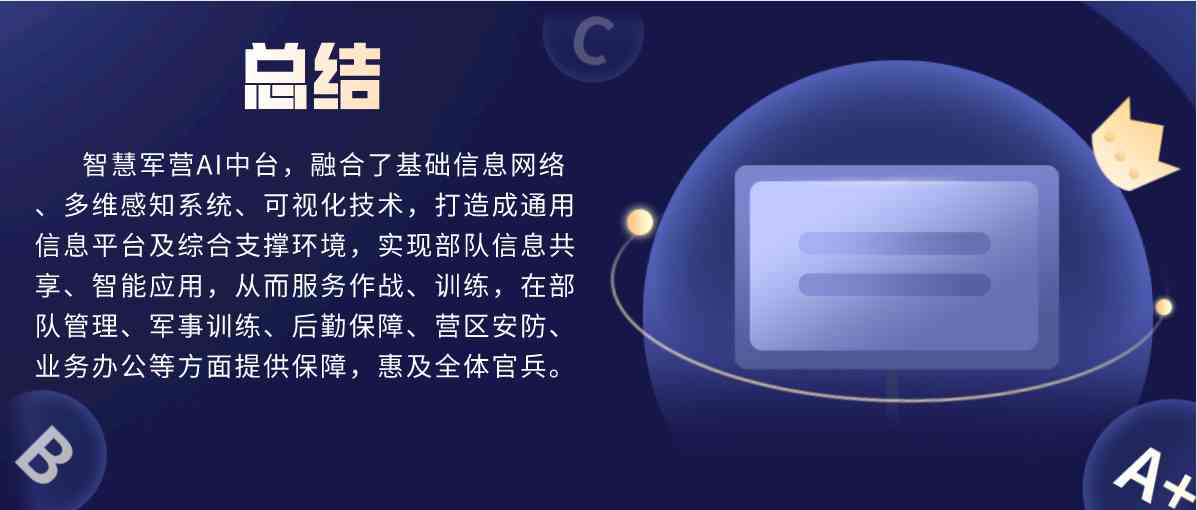 C
总结
智慧军营AI中台，融合了基础信息网络
、多维感知系统、可视化技术，打造成通用
信息平台及综合支撑环境，实现部队信息共
享、智能应用，从而服务作战、训练，在部
队管理、军事训练、后勤保障、营区安防、
业务办公等方面提供保障，惠及全体官兵。
B
A+